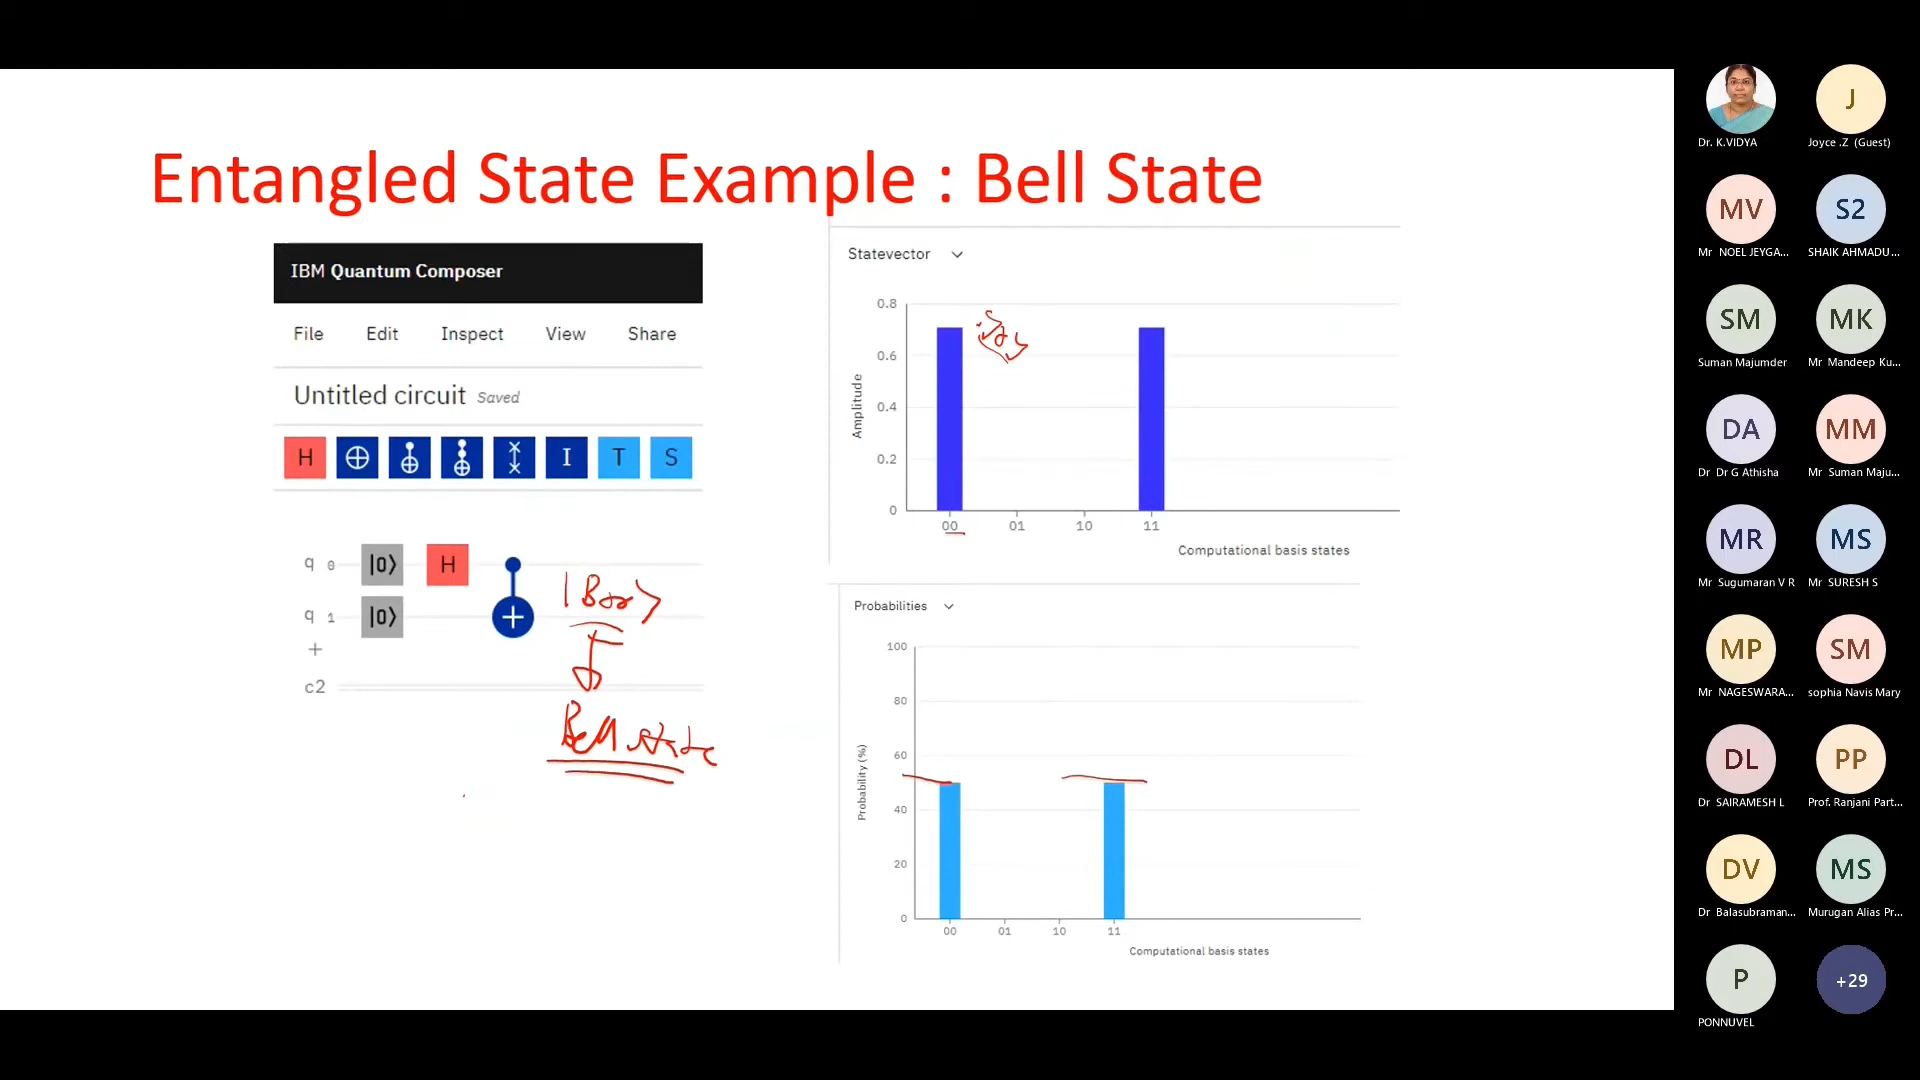 Entangled State Example : Bell State
IBM Quantum Composer
File Edit Inspect View Share
Untitled circuit Saved
H I T S
q 0 |0⟩ H
q 1 |0⟩
+
c2
|B00⟩
Bell state
Statevector
Amplitude
0.8
0.6
0.4
0.2
0
00 01 10 11
Computational basis states
Probabilities
Probability (%)
100
80
60
40
20
0
00 01 10 11
Computational basis states
Dr. K.VIDYA
J
Joyce .Z (Guest)
MV
Mr NOEL JEYGA...
S2
SHAIK AHMADU...
SM
Suman Majumder
MK
Mr Mandeep Ku...
DA
Dr Dr G Athisha
MM
Mr Suman Maju...
MR
Mr Sugumaran V R
MS
Mr SURESH S
MP
Mr NAGESWARA...
SM
sophia Navis Mary
DL
Dr SAIRAMESH L
PP
Prof. Ranjani Part...
DV
Dr Balasubraman...
MS
Murugan Alias Pr...
P
PONNUVEL
+29